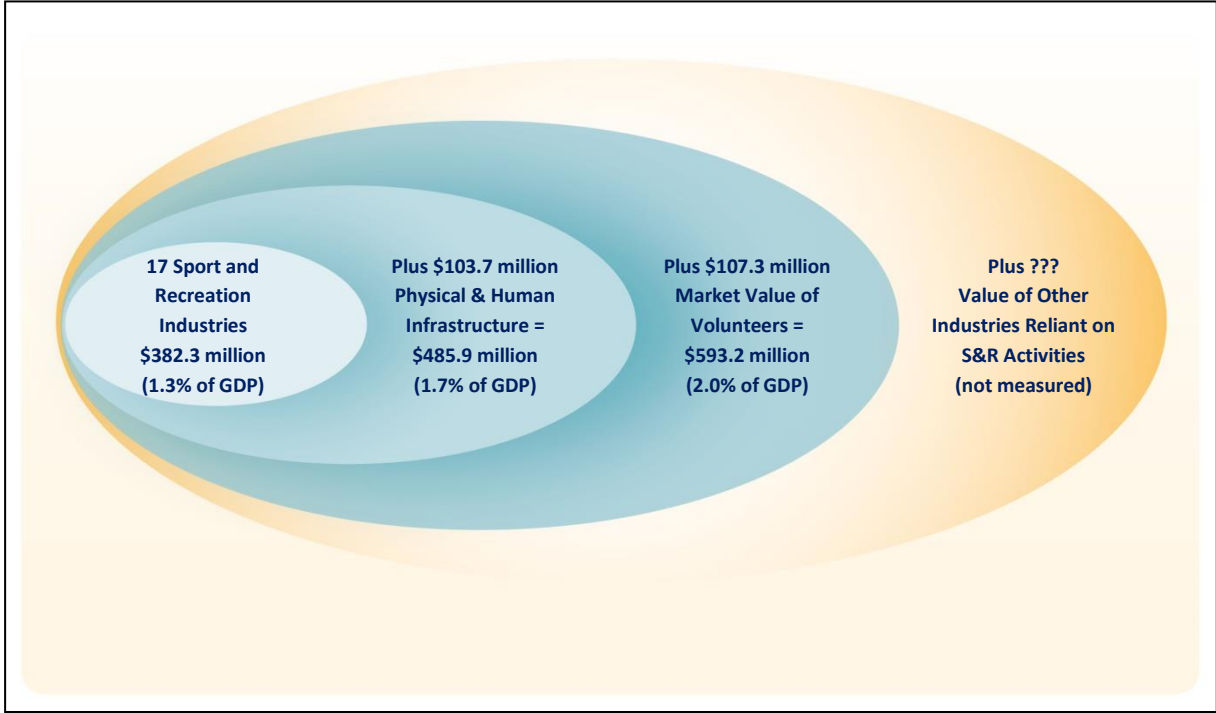 17 Sport and
Recreation
Industries
$382.3 million
(1.3% of GDP)
Plus $103.7 million
Physical & Human
Infrastructure =
$485.9 million
(1.7% of GDP)
Plus $107.3 million
Market Value of
Volunteers =
$593.2 million
(2.0% of GDP)
Plus ???
Value of Other
Industries Reliant on
S&R Activities
(not measured)